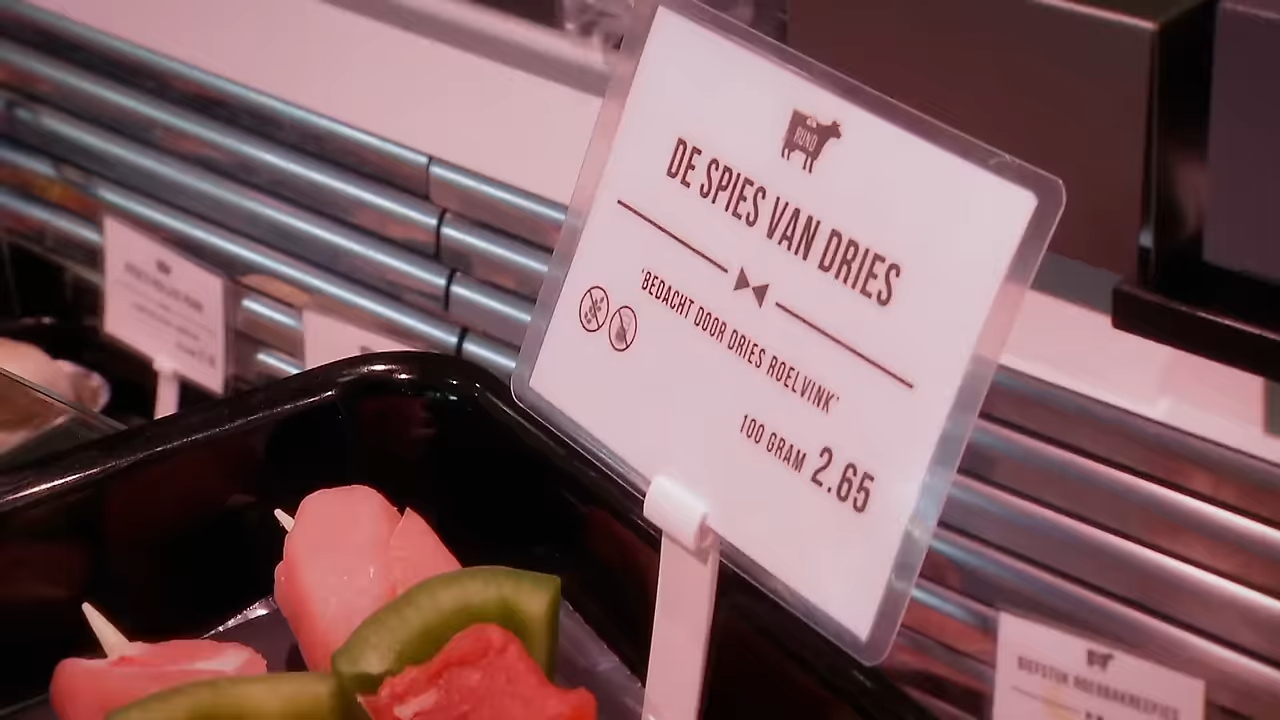 RUND
DE SPIES VAN DRIES
'BEDACHT DOOR DRIES ROELVINK'
100 GRAM 2.65
BIEFSTUK ROERBAKREEPJES